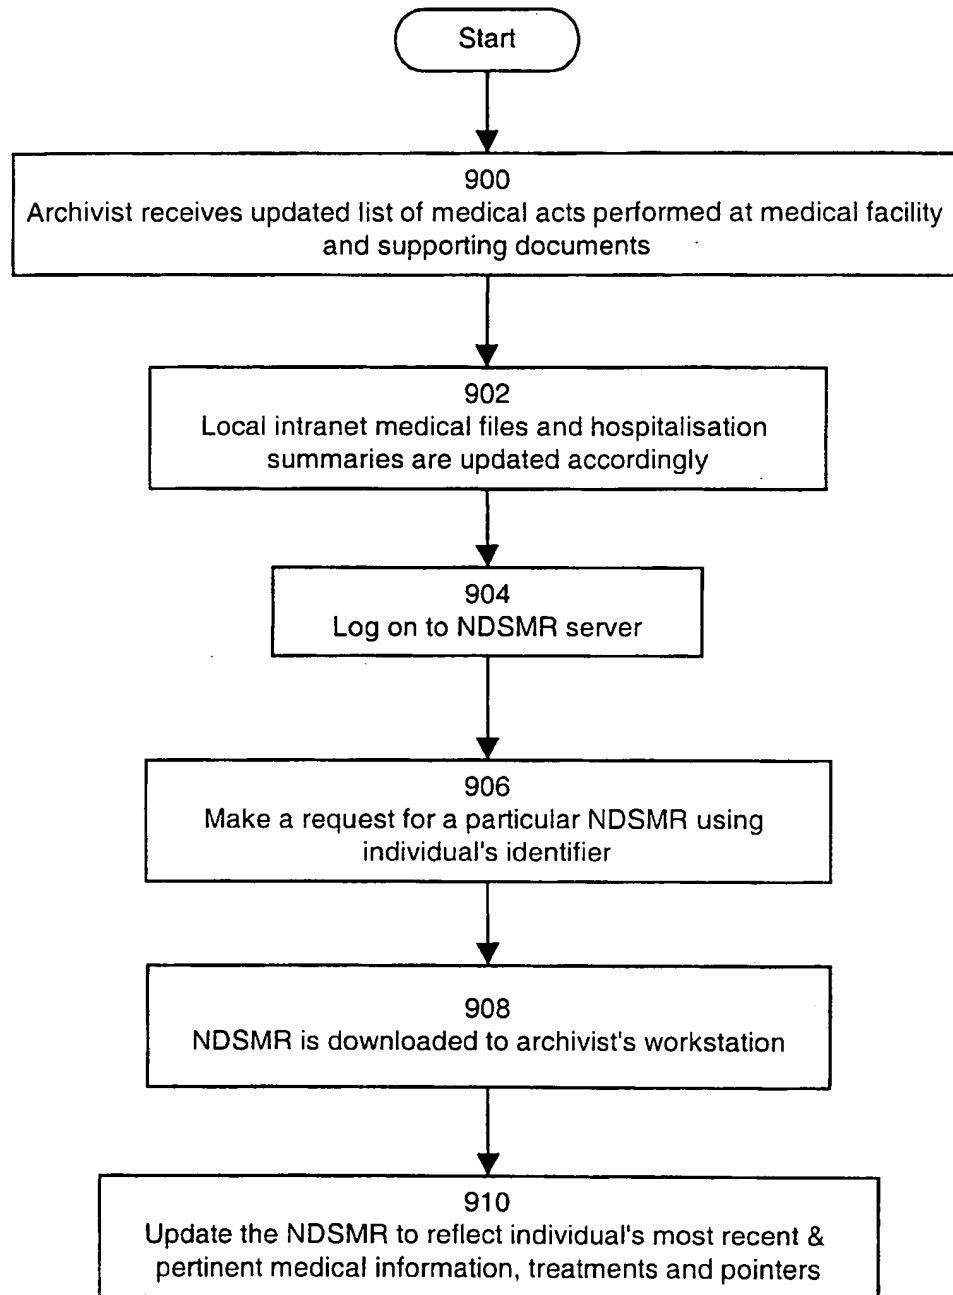 Start
900
Archivist receives updated list of medical acts performed at medical facility
and supporting documents
902
Local intranet medical files and hospitalisation
summaries are updated accordingly
904
Log on to NDSMR server
906
Make a request for a particular NDSMR using
individual's identifier
908
NDSMR is downloaded to archivist's workstation
910
Update the NDSMR to reflect individual's most recent &
pertinent medical information, treatments and pointers